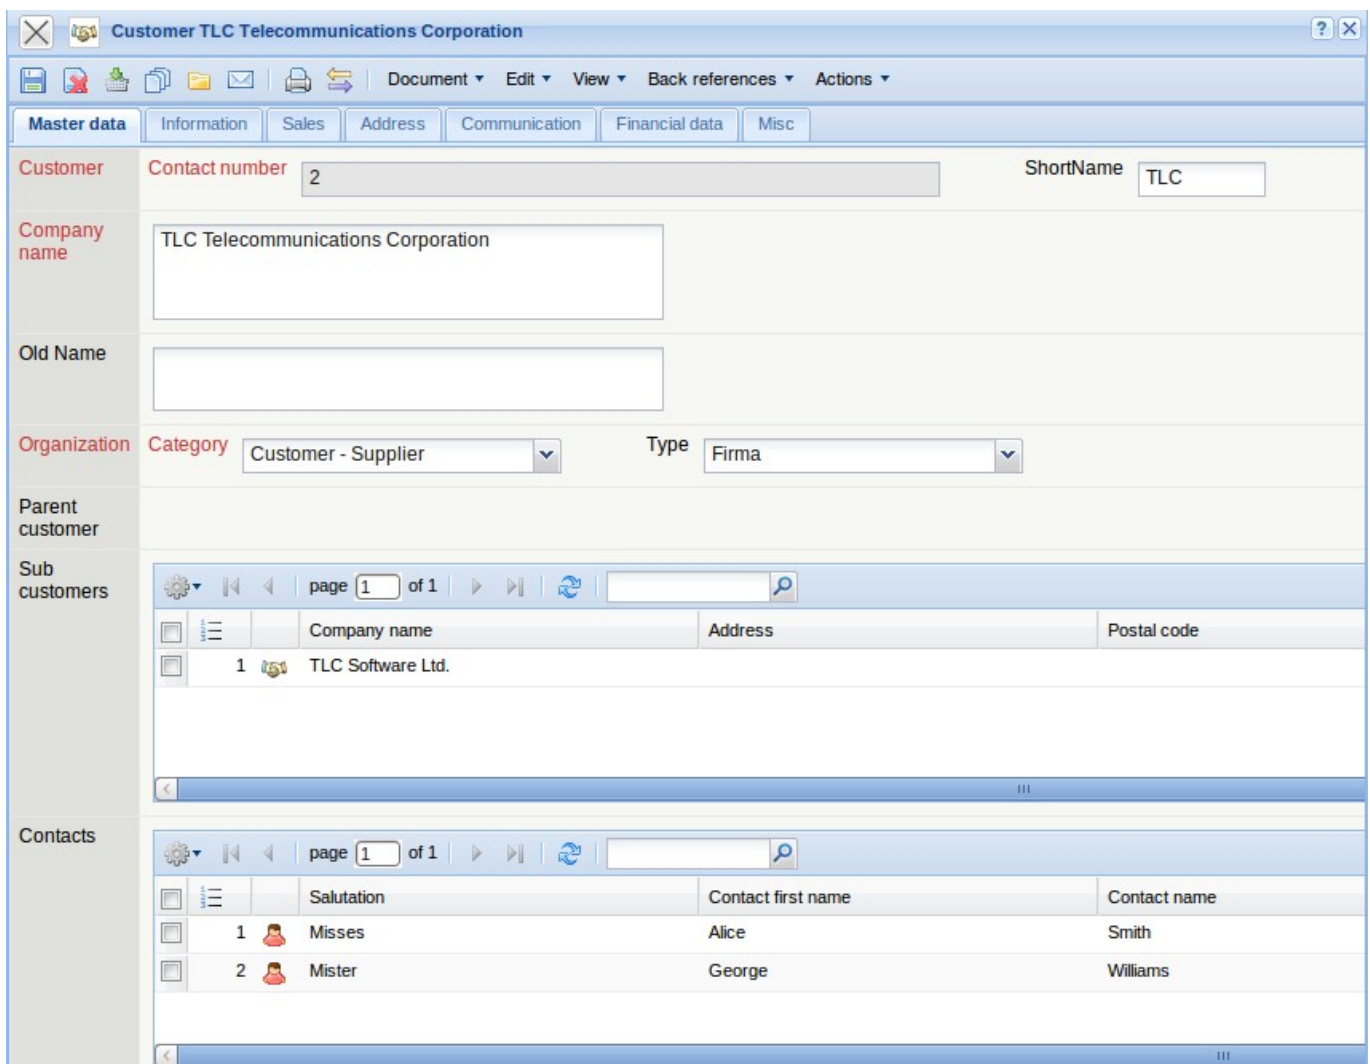 Customer TLC Telecommunications Corporation ?
Document Edit View Back references Actions
Master data Information Sales Address Communication Financial data Misc
Customer Contact number 2 ShortName TLC
Company name TLC Telecommunications Corporation
Old Name
Organization Category Customer - Supplier Type Firma
Parent customer
Sub customers
page 1 of 1
Company name Address Postal code
1 TLC Software Ltd.
Contacts
page 1 of 1
Salutation Contact first name Contact name
1 Misses Alice Smith
2 Mister George Williams